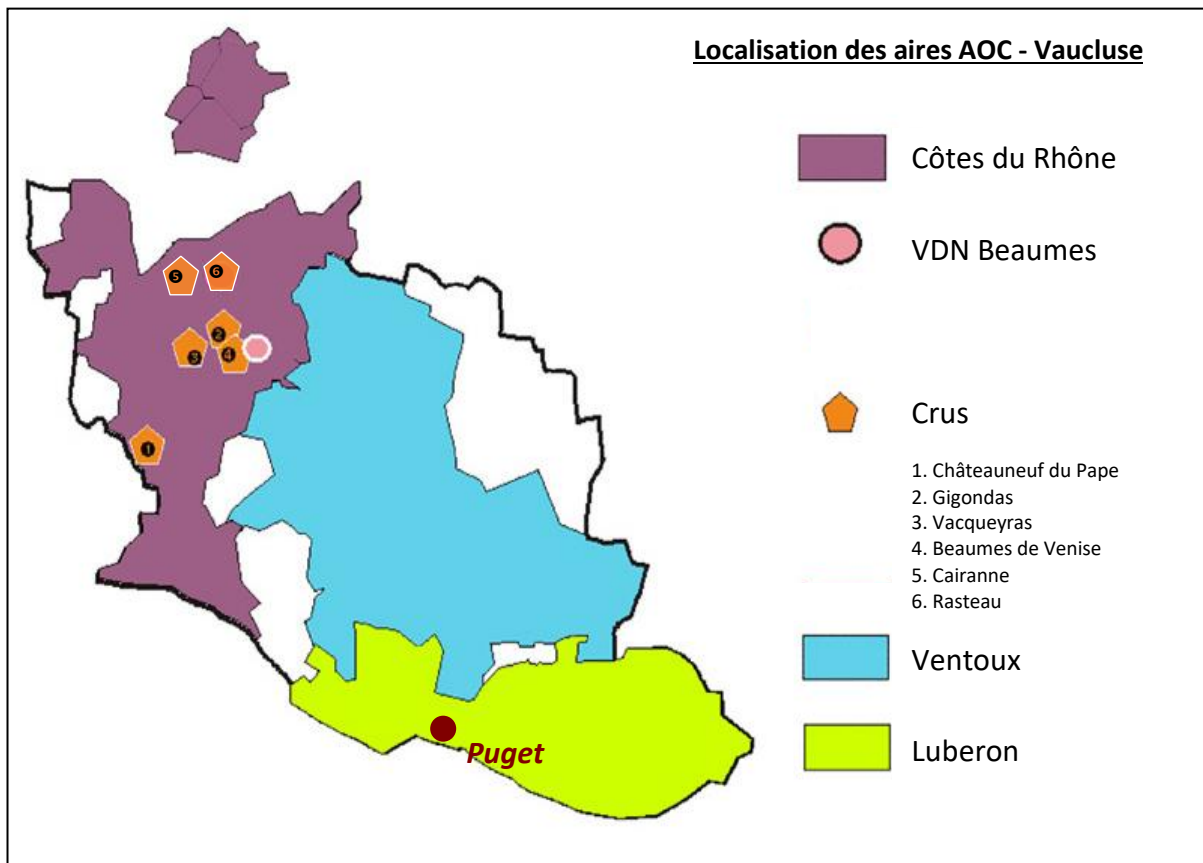 Localisation des aires AOC - Vaucluse
Côtes du Rhône
VDN Beaumes
Crus
1. Châteauneuf du Pape
2. Gigondas
3. Vacqueyras
4. Beaumes de Venise
5. Cairanne
6. Rasteau
Ventoux
Luberon
5
6
2
3
4
1
Puget